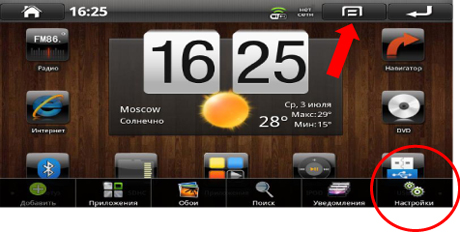 16:25
нет
сети
FM86.
Радио
16 25
Навигатор
Moscow
Солнечно
28°
Ср, 3 июля
Макс:29°
Мин:15°
Интернет
DVD
Добавить
Приложения
Обои
Поиск
Уведомления
Настройки